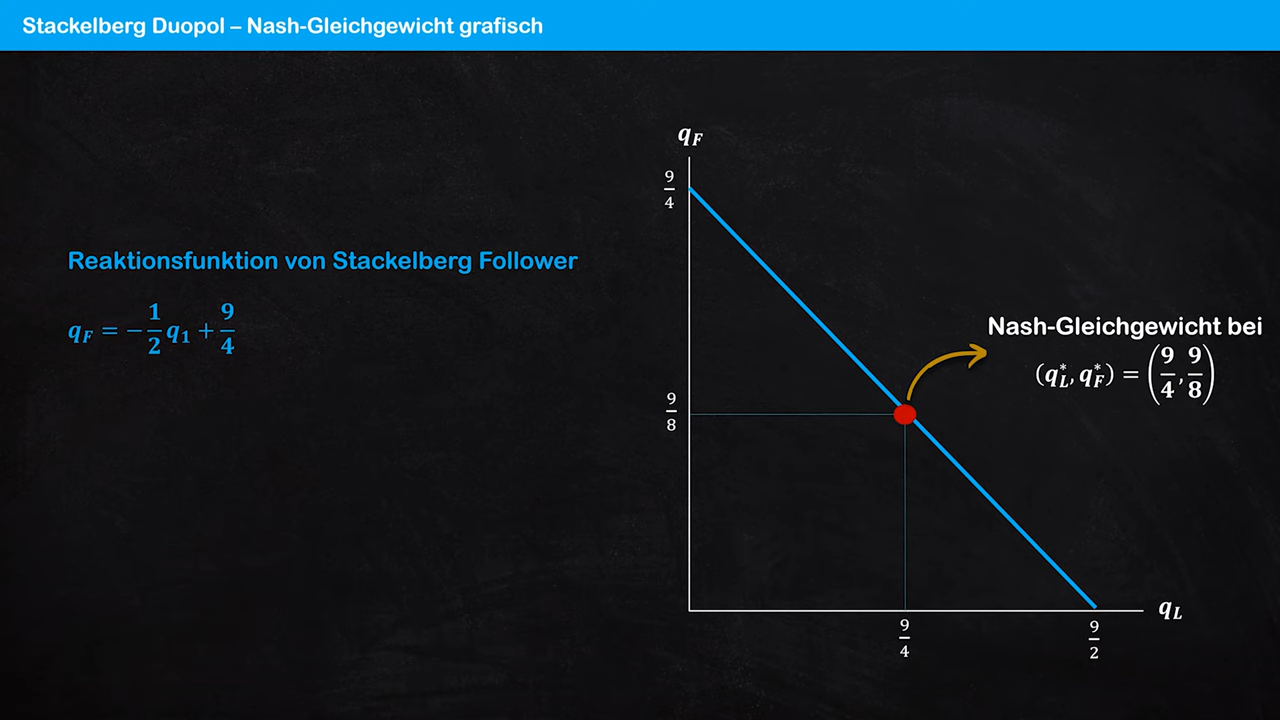 Stackelberg Duopol – Nash-Gleichgewicht grafisch
Reaktionsfunktion von Stackelberg Follower
q_F = −1/2 q_1 + 9/4
q_F
9/4
9/8
9/4
9/2
q_L
Nash-Gleichgewicht bei
(q_L^*, q_F^*) = (9/4, 9/8)